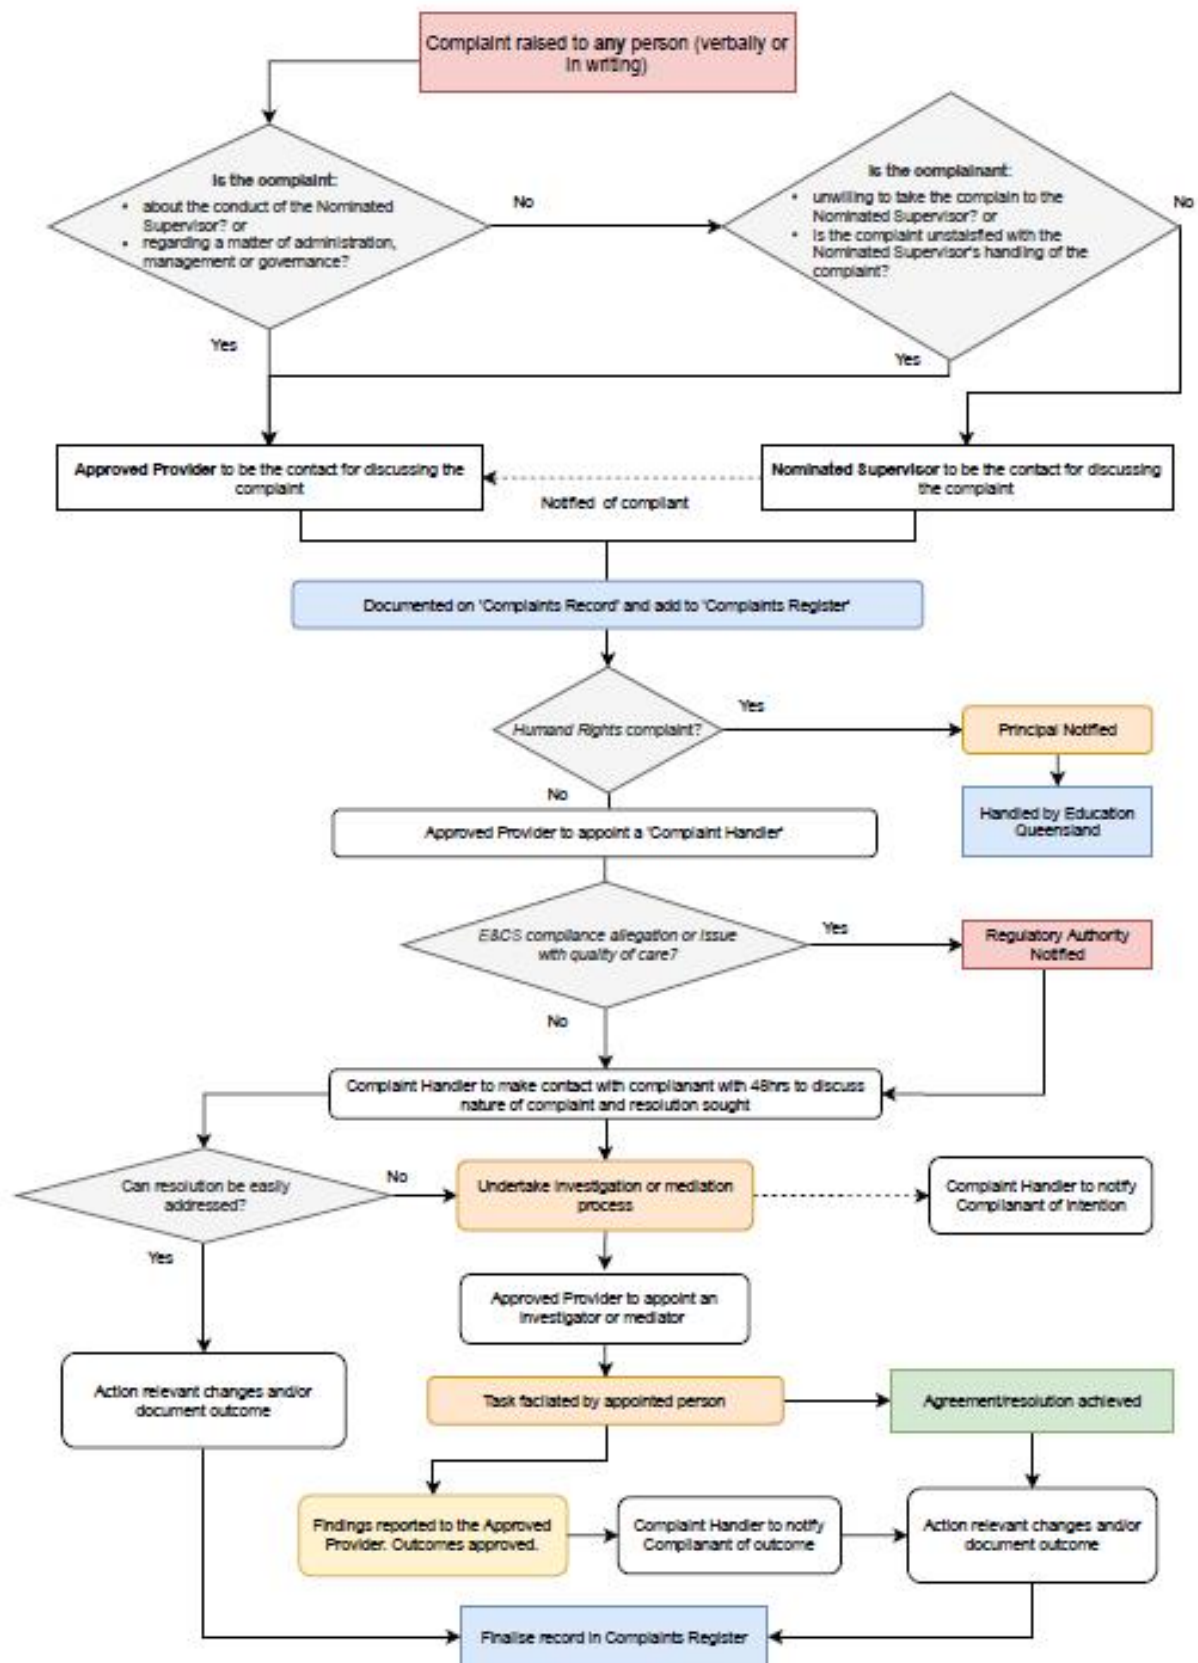 Complaint raised to any person (verbally or
in writing)
Is the complaint:
• about the conduct of the Nominated
Supervisor? or
• regarding a matter of administration,
management or governance?
No
Is the complainant:
• unwilling to take the complain to the
Nominated Supervisor? or
• Is the complaint unstaisfied with the
Nominated Supervisor's handling of the
complaint?
No
Yes
Yes
Approved Provider to be the contact for discussing the
complaint
Notified of compliant
Nominated Supervisor to be the contact for discussing
the complaint
Documented on 'Complaints Record' and add to 'Complaints Register'
Humand Rights complaint?
Yes
Principal Notified
Handled by Education
Queensland
No
Approved Provider to appoint a 'Complaint Handler'
E&CS compliance allegation or issue
with quality of care?
Yes
Regulatory Authority
Notified
No
Complaint Handler to make contact with complianant with 48hrs to discuss
nature of complaint and resolution sought
Can resolution be easily
addressed?
No
Undertake investigation or mediation
process
Complaint Handler to notify
Complianant of intention
Yes
Approved Provider to appoint an
investigator or mediator
Action relevant changes and/or
document outcome
Task faciliated by appointed person
Agreement/resolution achieved
Findings reported to the Approved
Provider. Outcomes approved.
Complaint Handler to notify
Complianant of outcome
Action relevant changes and/or
document outcome
Finalise record in Complaints Register